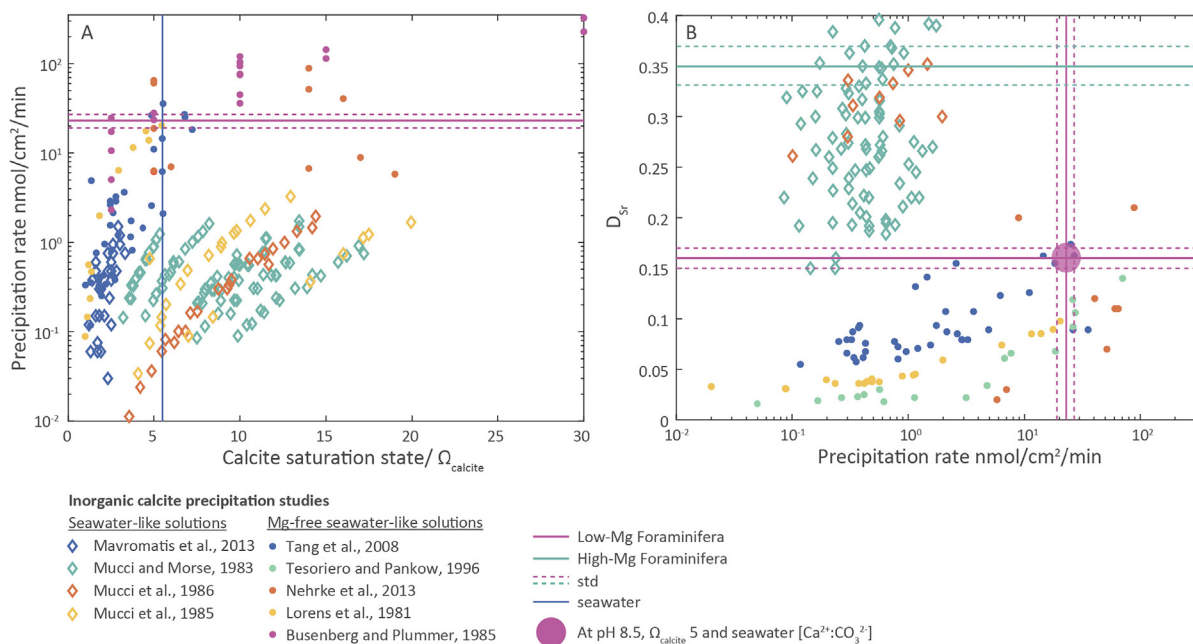 A
Precipitation rate nmol/cm²/min
10²
10¹
10⁰
10⁻¹
10⁻²
0
5
10
15
20
25
30
Calcite saturation state/ Ωcalcite
B
D_Sr
0.4
0.35
0.3
0.25
0.2
0.15
0.1
0.05
0
10⁻²
10⁻¹
10⁰
10¹
10²
Precipitation rate nmol/cm²/min
Inorganic calcite precipitation studies
Seawater-like solutions
Mavromatis et al., 2013
Mucci and Morse, 1983
Mucci et al., 1986
Mucci et al., 1985
Mg-free seawater-like solutions
Tang et al., 2008
Tesoriero and Pankow, 1996
Nehrke et al., 2013
Lorens et al., 1981
Busenberg and Plummer, 1985
Low-Mg Foraminifera
High-Mg Foraminifera
std
seawater
At pH 8.5, Ωcalcite 5 and seawater [Ca²⁺:CO₃²⁻]